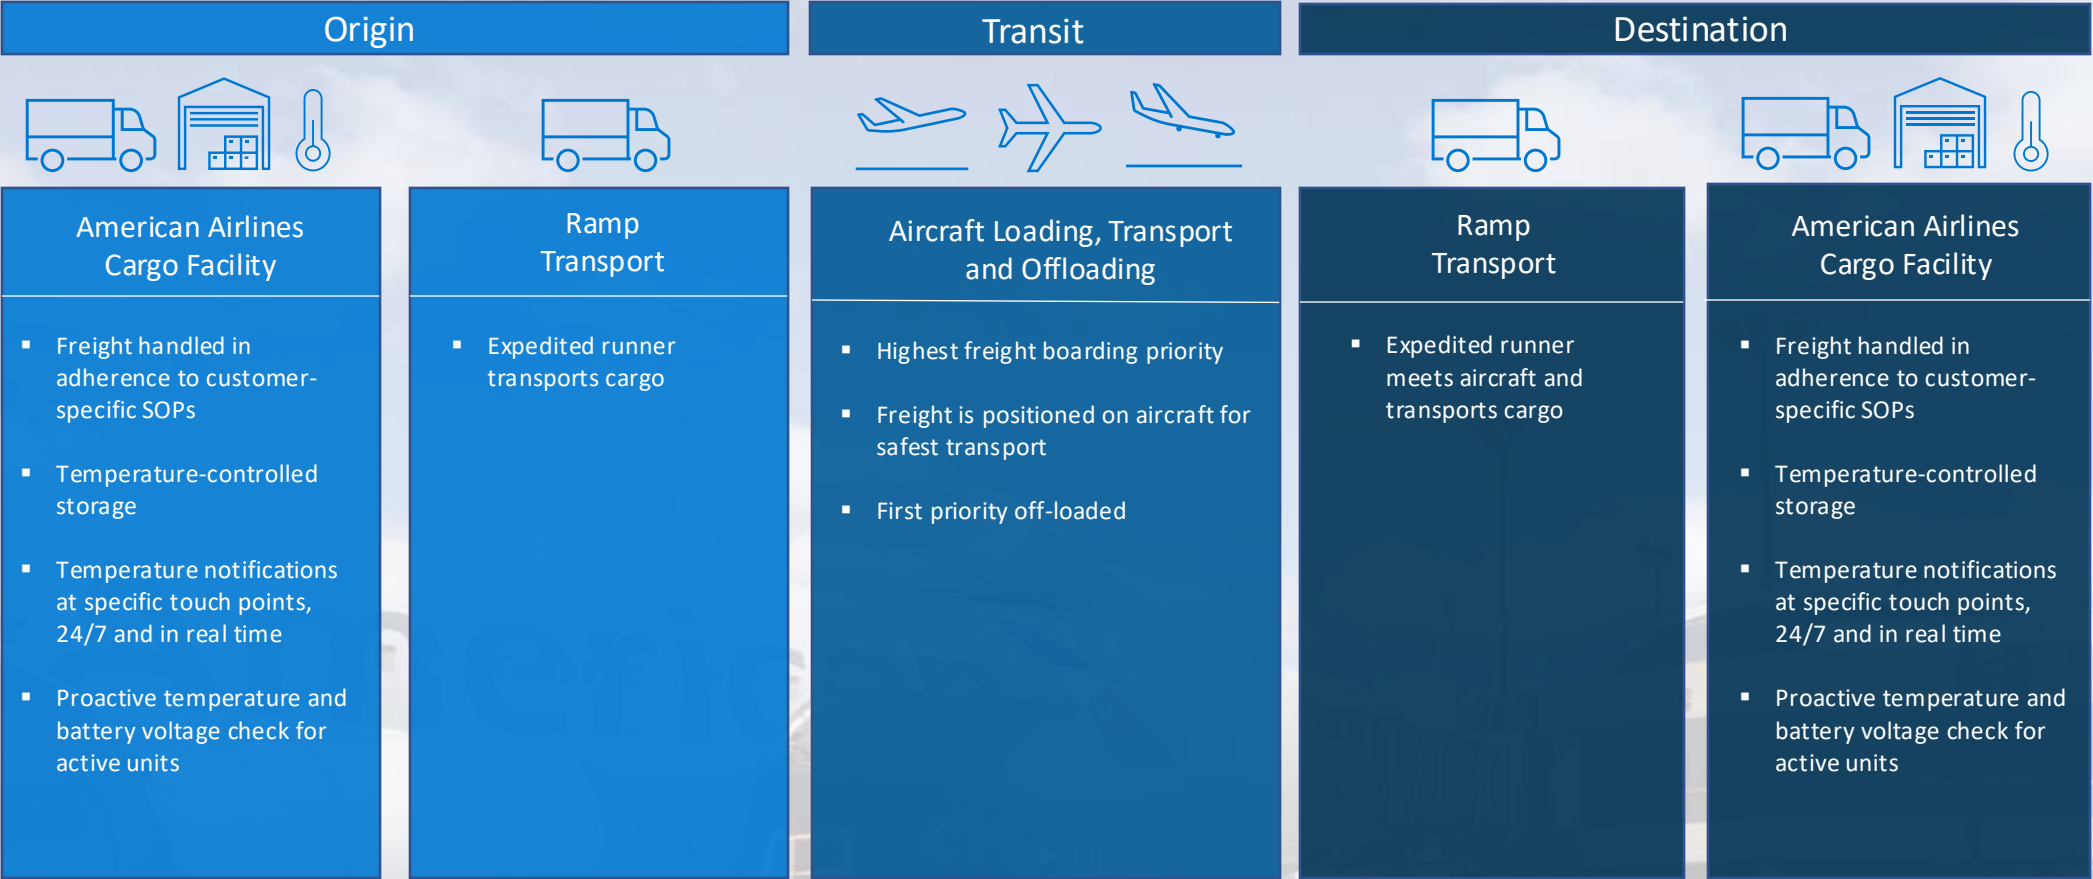 Origin
Transit
Destination
American Airlines
Cargo Facility
▪ Freight handled in
adherence to customer-
specific SOPs
▪ Temperature-controlled
storage
▪ Temperature notifications
at specific touch points,
24/7 and in real time
▪ Proactive temperature and
battery voltage check for
active units
Ramp
Transport
▪ Expedited runner
transports cargo
Aircraft Loading, Transport
and Offloading
▪ Highest freight boarding priority
▪ Freight is positioned on aircraft for
safest transport
▪ First priority off-loaded
Ramp
Transport
▪ Expedited runner
meets aircraft and
transports cargo
American Airlines
Cargo Facility
▪ Freight handled in
adherence to customer-
specific SOPs
▪ Temperature-controlled
storage
▪ Temperature notifications
at specific touch points,
24/7 and in real time
▪ Proactive temperature and
battery voltage check for
active units
American